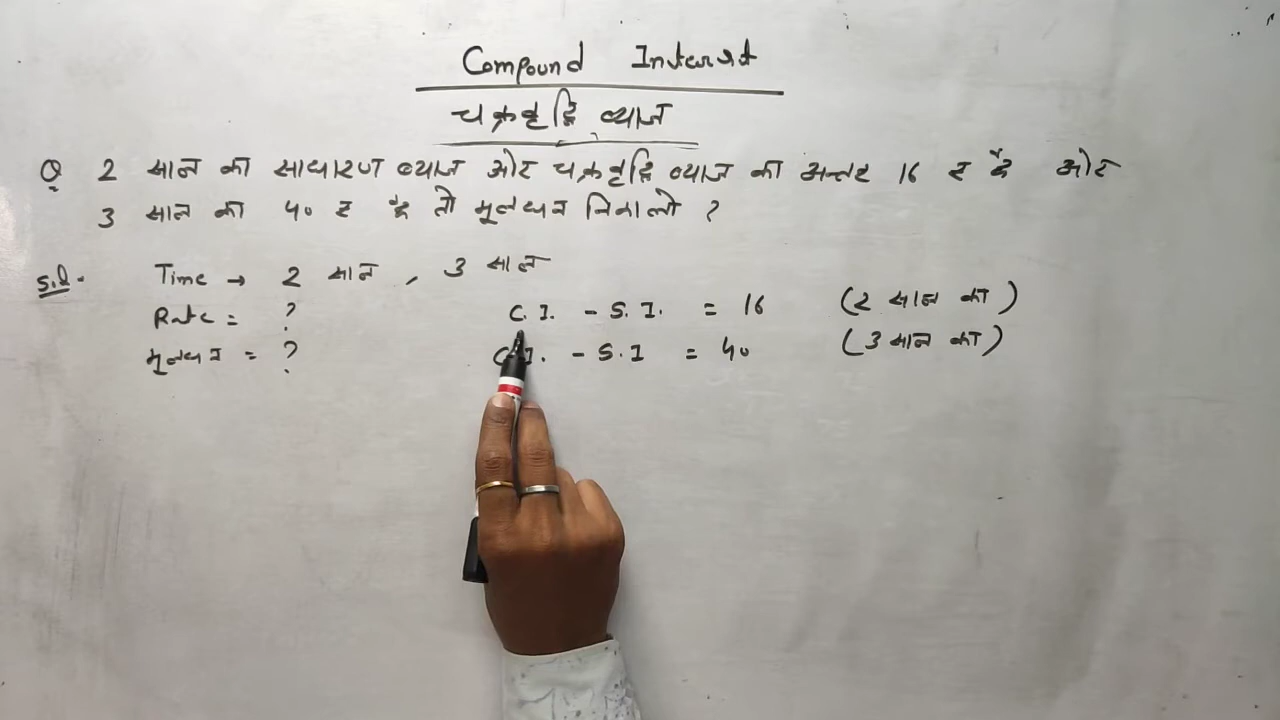 Compound Interest
चक्रवृद्धि ब्याज
Q 2 साल का साधारण ब्याज और चक्रवृद्धि ब्याज का अन्तर 16 रु है और
3 साल का 40 रु है तो मूलधन निकालो ?
Sol. Time → 2 साल , 3 साल
Rate = ? C.I. - S.I. = 16 (2 साल का)
मूलधन = ? C.I. - S.I = 40 (3 साल का)